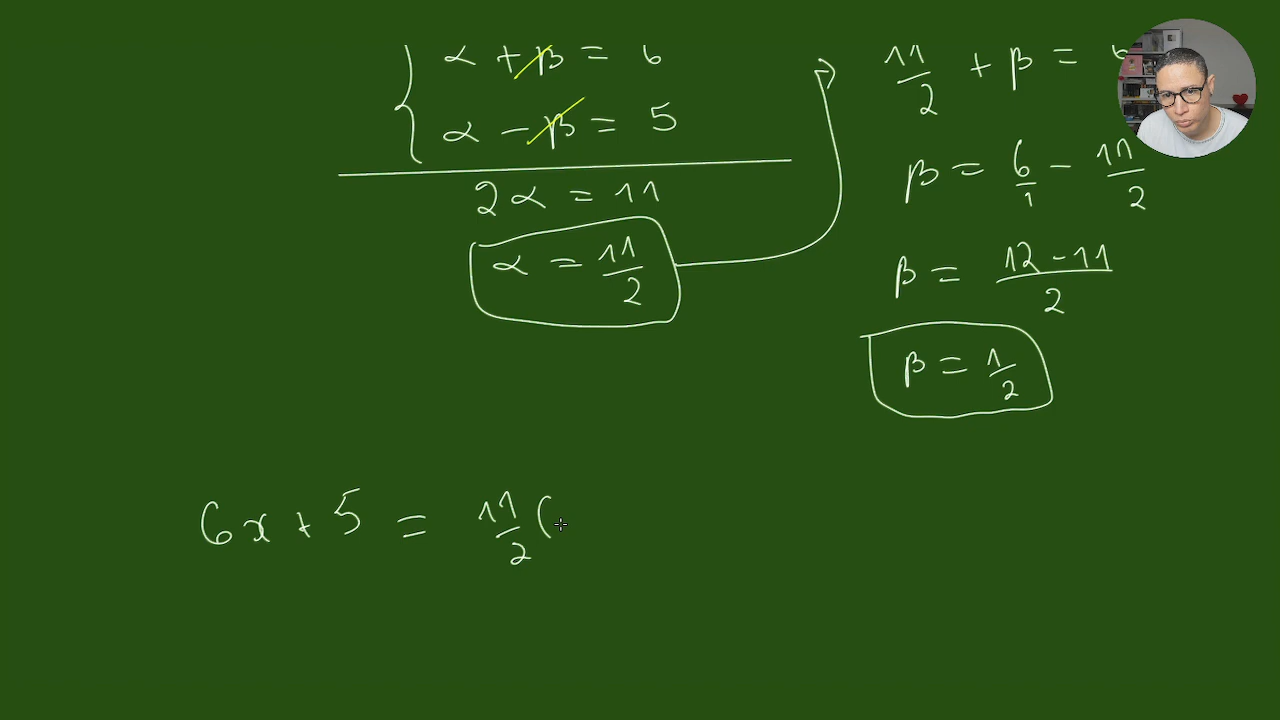 α + β = 6
α - β = 5
2α = 11
α = 11/2
11/2 + β = 6
β = 6/1 - 11/2
β = (12 - 11)/2
β = 1/2
6x + 5 = 11/2 (